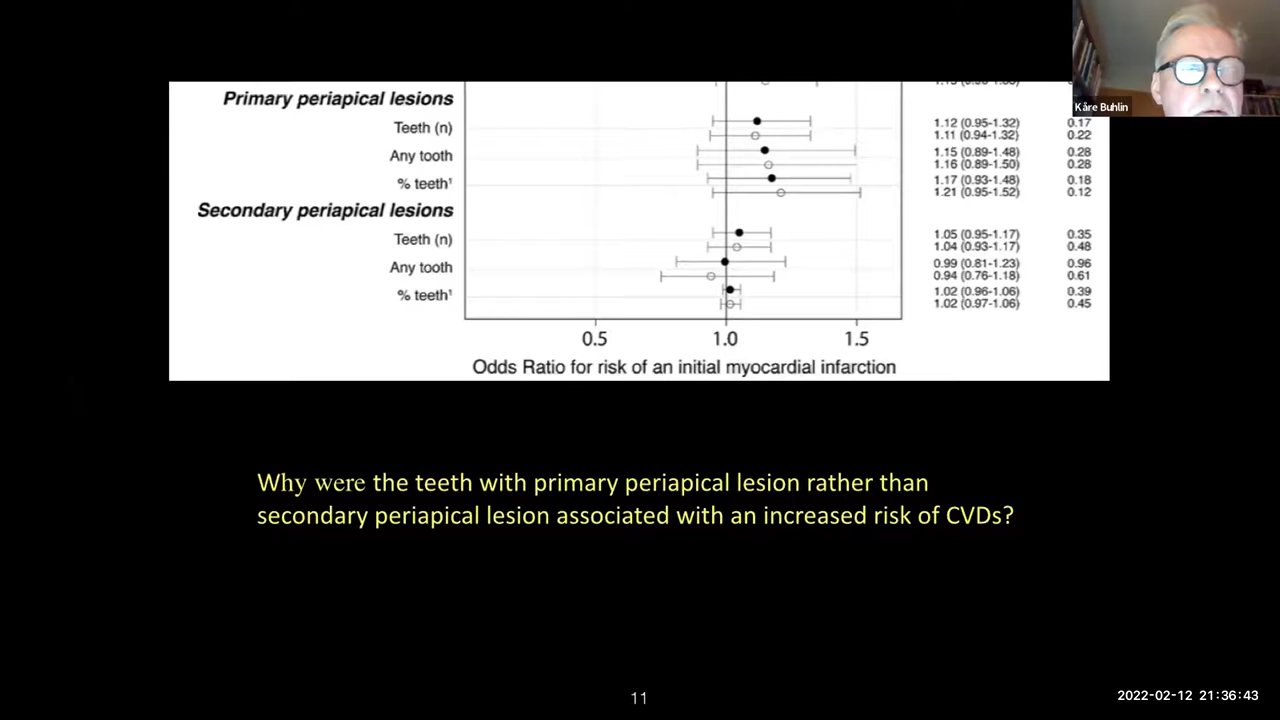 Kåre Buhlin
Primary periapical lesions
Teeth (n)
1.12 (0.95-1.32) 0.17
1.11 (0.94-1.32) 0.22
Any tooth
1.15 (0.89-1.48) 0.28
1.16 (0.89-1.50) 0.28
% teeth¹
1.17 (0.93-1.48) 0.18
1.21 (0.95-1.52) 0.12
Secondary periapical lesions
Teeth (n)
1.05 (0.95-1.17) 0.35
1.04 (0.93-1.17) 0.48
Any tooth
0.99 (0.81-1.23) 0.96
0.94 (0.76-1.18) 0.61
% teeth¹
1.02 (0.96-1.06) 0.39
1.02 (0.97-1.06) 0.45
0.5 1.0 1.5
Odds Ratio for risk of an initial myocardial infarction
Why were the teeth with primary periapical lesion rather than
secondary periapical lesion associated with an increased risk of CVDs?
11
2022-02-12 21:36:43